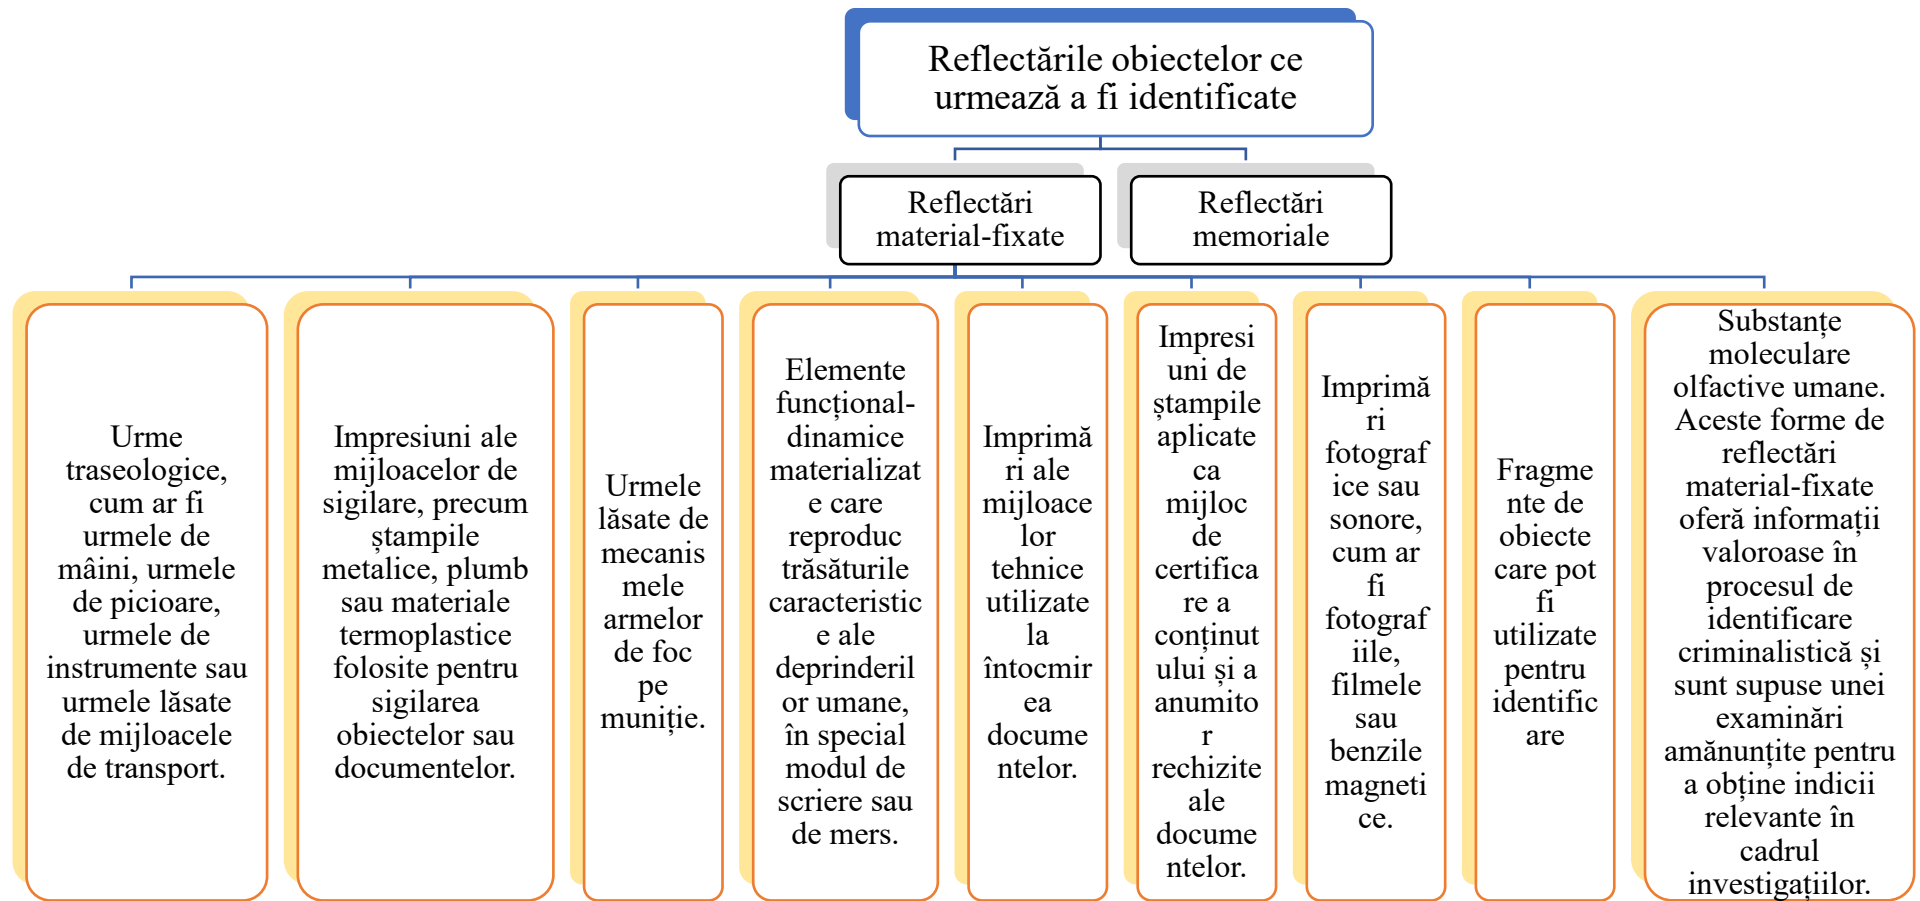 Reflectările obiectelor ce
urmează a fi identificate
Reflectări
material-fixate
Reflectări
memoriale
Urme
traseologice,
cum ar fi
urmele de
mâini, urmele
de picioare,
urmele de
instrumente sau
urmele lăsate
de mijloacele
de transport.
Impresiuni ale
mijloacelor de
sigilare, precum
ștampile
metalice, plumb
sau materiale
termoplastice
folosite pentru
sigilarea
obiectelor sau
documentelor.
Urmele
lăsate de
mecanis
mele
armelor
de foc
pe
muniție.
Elemente
funcțional-
dinamice
materializat
e care
reproduc
trăsăturile
caracteristic
e ale
deprinderil
or umane,
în special
modul de
scriere sau
de mers.
Imprimă
ri ale
mijloace
lor
tehnice
utilizate
la
întocmir
ea
docume
ntelor.
Impresi
uni de
ștampile
aplicate
ca
mijloc
de
certifica
re a
conținut
ului și a
anumito
r
rechizite
ale
docume
ntelor.
Imprimă
ri
fotograf
ice sau
sonore,
cum ar
fi
fotograf
iile,
filmele
sau
benzile
magneti
ce.
Fragme
nte de
obiecte
care pot
fi
utilizate
pentru
identific
are
Substanțe
moleculare
olfactive umane.
Aceste forme de
reflectări
material-fixate
oferă informații
valoroase în
procesul de
identificare
criminalistică și
sunt supuse unei
examinări
amănunțite pentru
a obține indicii
relevante în
cadrul
investigațiilor.